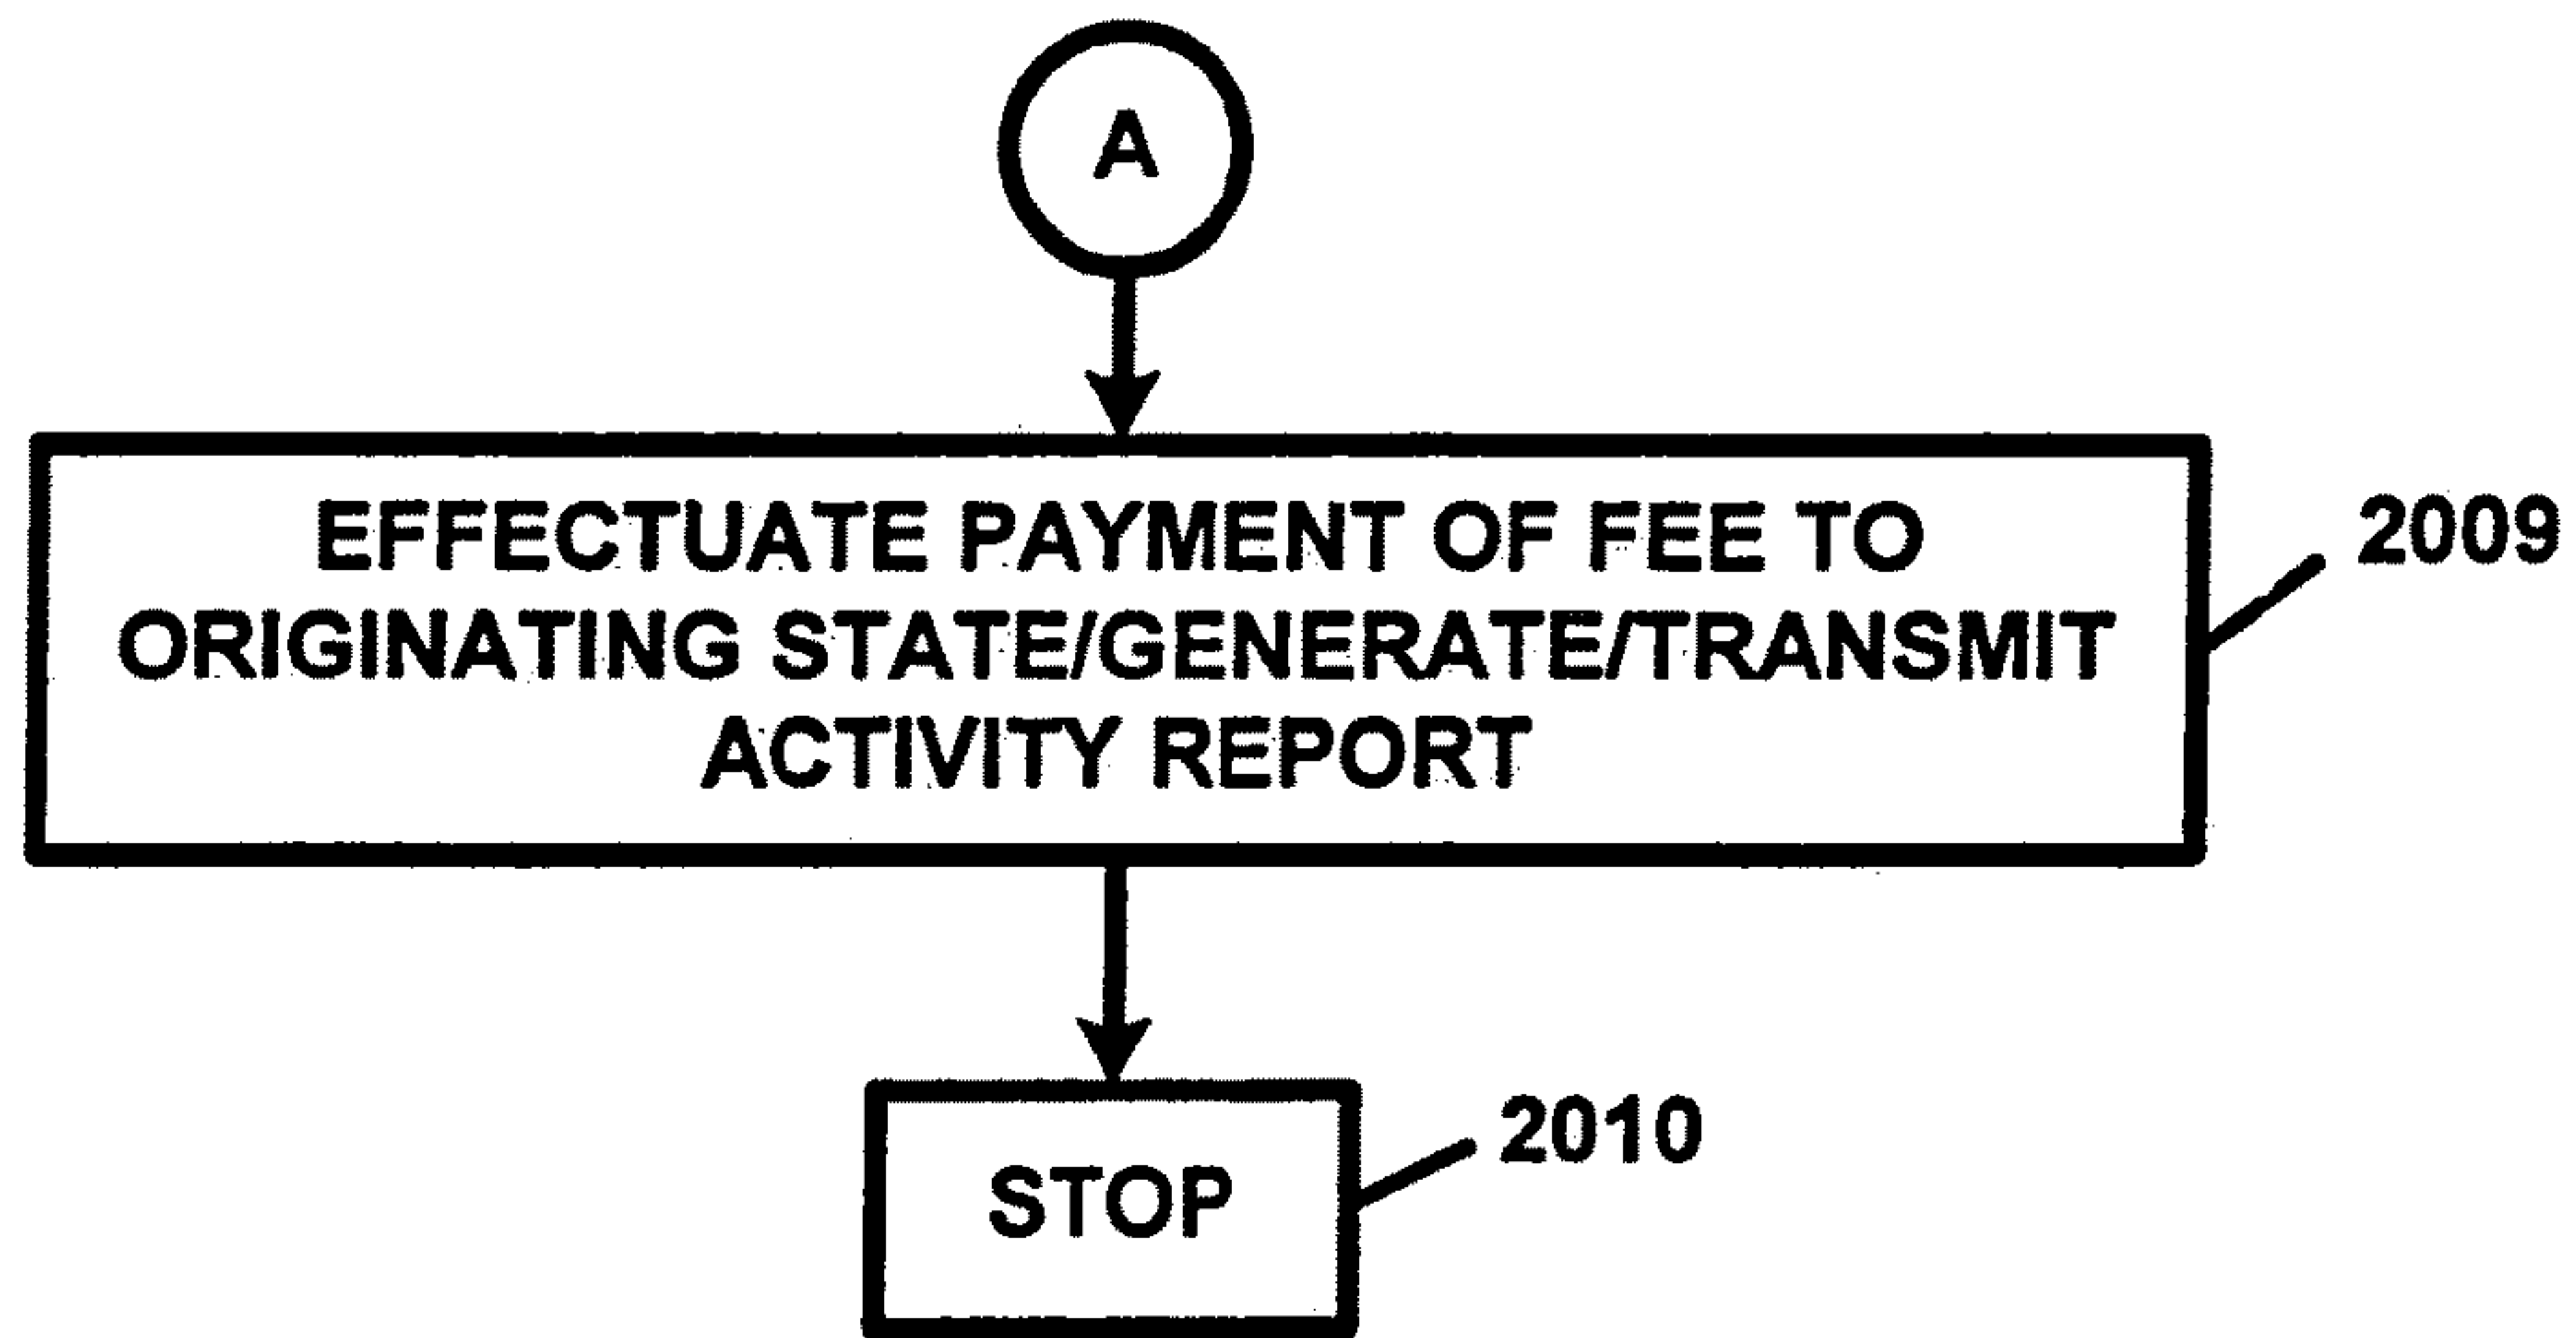 A
EFFECTUATE PAYMENT OF FEE TO
2009
ORIGINATING STATE/GENERATE/TRANSMIT
ACTIVITY REPORT
2010
STOP